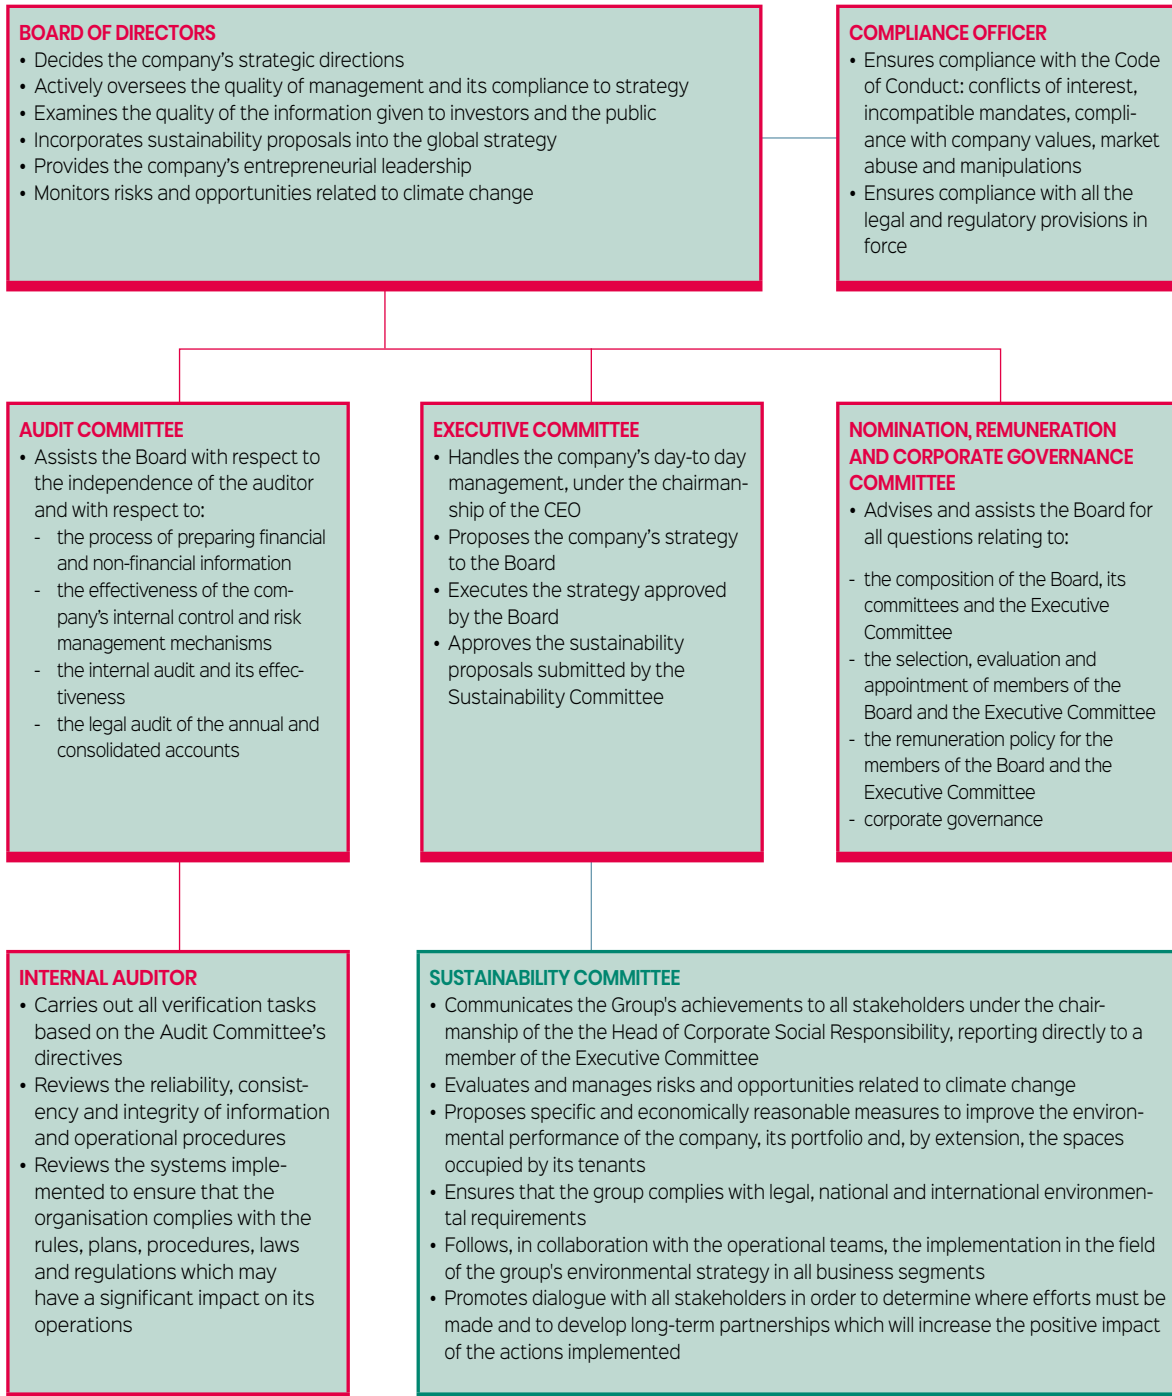 BOARD OF DIRECTORS
• Decides the company's strategic directions
• Actively oversees the quality of management and its compliance to strategy
• Examines the quality of the information given to investors and the public
• Incorporates sustainability proposals into the global strategy
• Provides the company's entrepreneurial leadership
• Monitors risks and opportunities related to climate change
COMPLIANCE OFFICER
• Ensures compliance with the Code
of Conduct: conflicts of interest,
incompatible mandates, compli-
ance with company values, market
abuse and manipulations
• Ensures compliance with all the
legal and regulatory provisions in
force
AUDIT COMMITTEE
• Assists the Board with respect to
the independence of the auditor
and with respect to:
- the process of preparing financial
and non-financial information
- the effectiveness of the com-
pany's internal control and risk
management mechanisms
- the internal audit and its effec-
tiveness
- the legal audit of the annual and
consolidated accounts
EXECUTIVE COMMITTEE
• Handles the company's day-to day
management, under the chairman-
ship of the CEO
• Proposes the company's strategy
to the Board
• Executes the strategy approved
by the Board
• Approves the sustainability
proposals submitted by the
Sustainability Committee
NOMINATION, REMUNERATION
AND CORPORATE GOVERNANCE
COMMITTEE
• Advises and assists the Board for
all questions relating to:
- the composition of the Board, its
committees and the Executive
Committee
- the selection, evaluation and
appointment of members of the
Board and the Executive Committee
- the remuneration policy for the
members of the Board and the
Executive Committee
- corporate governance
INTERNAL AUDITOR
• Carries out all verification tasks
based on the Audit Committee's
directives
• Reviews the reliability, consist-
ency and integrity of information
and operational procedures
• Reviews the systems imple-
mented to ensure that the
organisation complies with the
rules, plans, procedures, laws
and regulations which may
have a significant impact on its
operations
SUSTAINABILITY COMMITTEE
• Communicates the Group's achievements to all stakeholders under the chair-
manship of the the Head of Corporate Social Responsibility, reporting directly to a
member of the Executive Committee
• Evaluates and manages risks and opportunities related to climate change
• Proposes specific and economically reasonable measures to improve the environ-
mental performance of the company, its portfolio and, by extension, the spaces
occupied by its tenants
• Ensures that the group complies with legal, national and international environmen-
tal requirements
• Follows, in collaboration with the operational teams, the implementation in the field
of the group's environmental strategy in all business segments
• Promotes dialogue with all stakeholders in order to determine where efforts must be
made and to develop long-term partnerships which will increase the positive impact
of the actions implemented